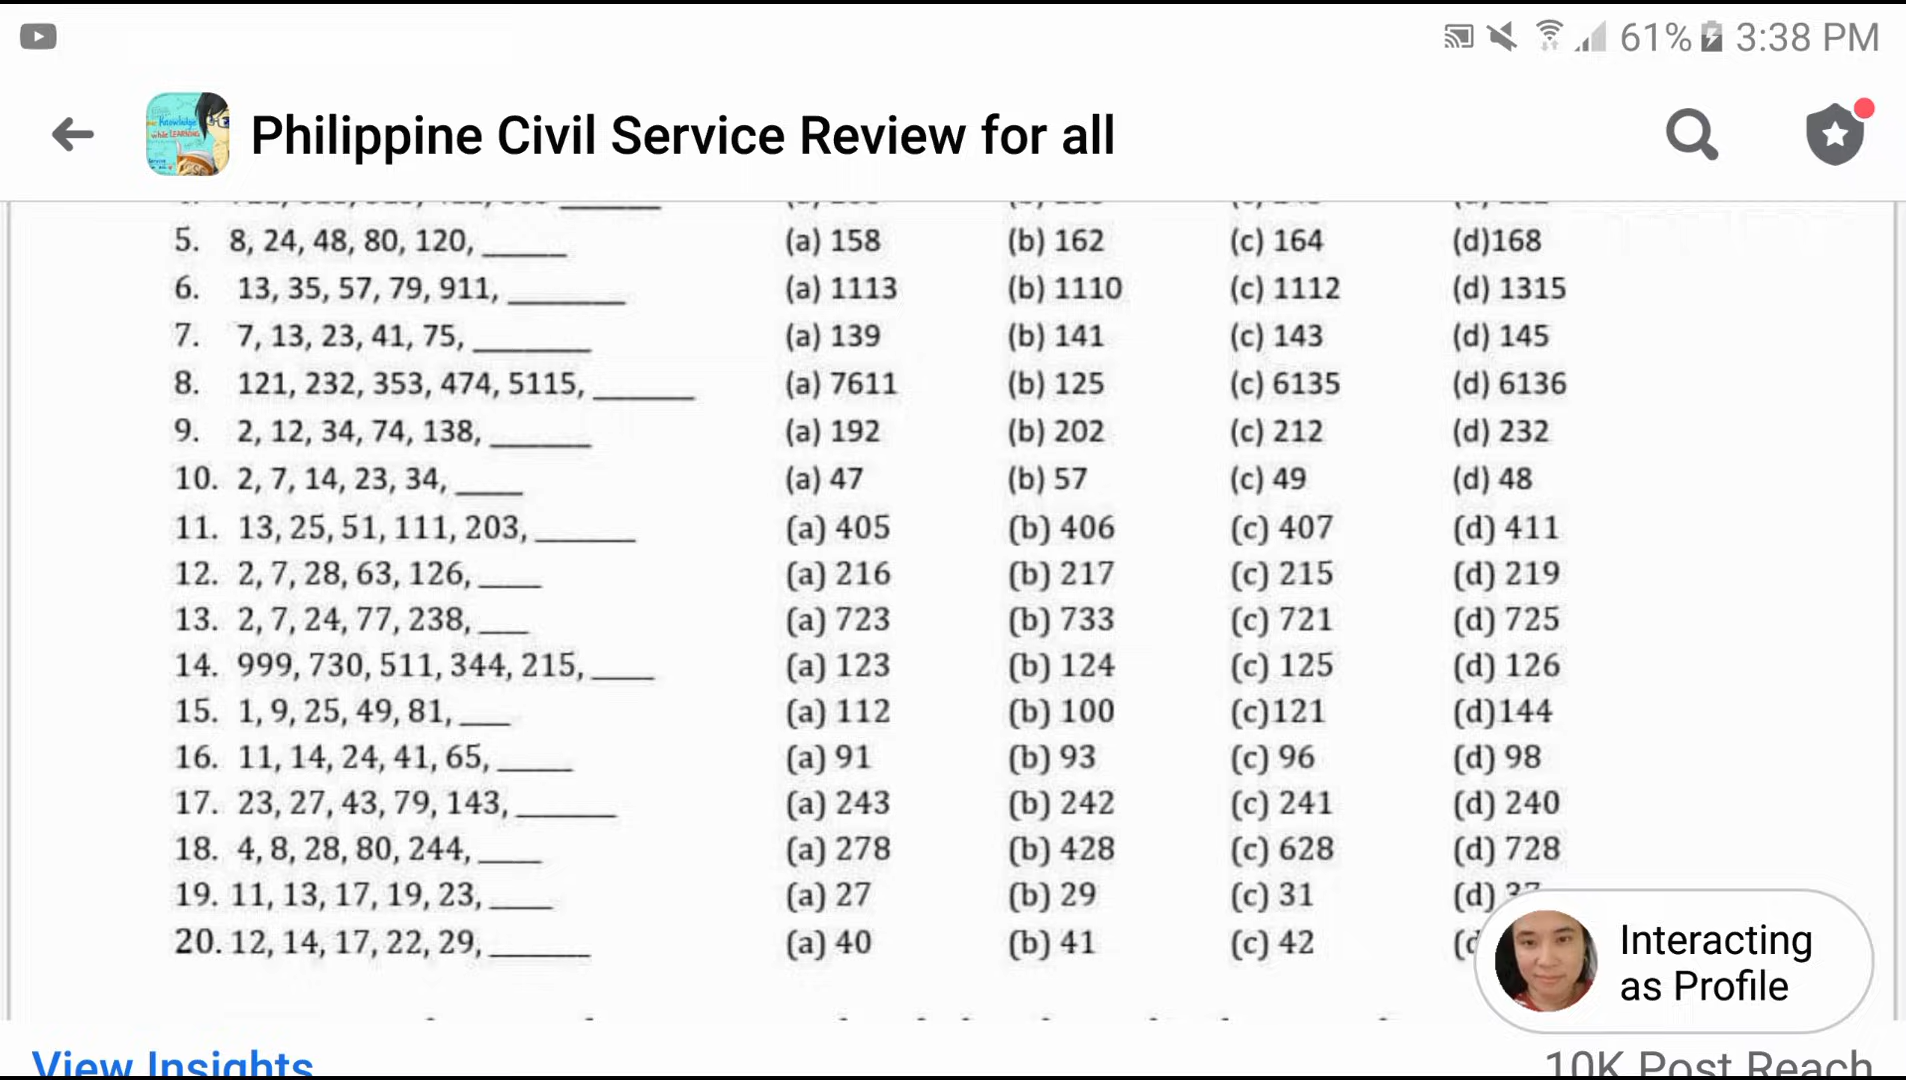 61% 3:38 PM
Philippine Civil Service Review for all
5. 8, 24, 48, 80, 120, _____ (a) 158 (b) 162 (c) 164 (d)168
6. 13, 35, 57, 79, 911, _______ (a) 1113 (b) 1110 (c) 1112 (d) 1315
7. 7, 13, 23, 41, 75, _______ (a) 139 (b) 141 (c) 143 (d) 145
8. 121, 232, 353, 474, 5115, ______ (a) 7611 (b) 125 (c) 6135 (d) 6136
9. 2, 12, 34, 74, 138, ______ (a) 192 (b) 202 (c) 212 (d) 232
10. 2, 7, 14, 23, 34, ____ (a) 47 (b) 57 (c) 49 (d) 48
11. 13, 25, 51, 111, 203, ______ (a) 405 (b) 406 (c) 407 (d) 411
12. 2, 7, 28, 63, 126, ____ (a) 216 (b) 217 (c) 215 (d) 219
13. 2, 7, 24, 77, 238, ___ (a) 723 (b) 733 (c) 721 (d) 725
14. 999, 730, 511, 344, 215, ____ (a) 123 (b) 124 (c) 125 (d) 126
15. 1, 9, 25, 49, 81, ___ (a) 112 (b) 100 (c)121 (d)144
16. 11, 14, 24, 41, 65, _____ (a) 91 (b) 93 (c) 96 (d) 98
17. 23, 27, 43, 79, 143, ______ (a) 243 (b) 242 (c) 241 (d) 240
18. 4, 8, 28, 80, 244, ____ (a) 278 (b) 428 (c) 628 (d) 728
19. 11, 13, 17, 19, 23, ____ (a) 27 (b) 29 (c) 31 (d)
20. 12, 14, 17, 22, 29, ______ (a) 40 (b) 41 (c) 42
Interacting
as Profile
View Insights 10K Post Reach